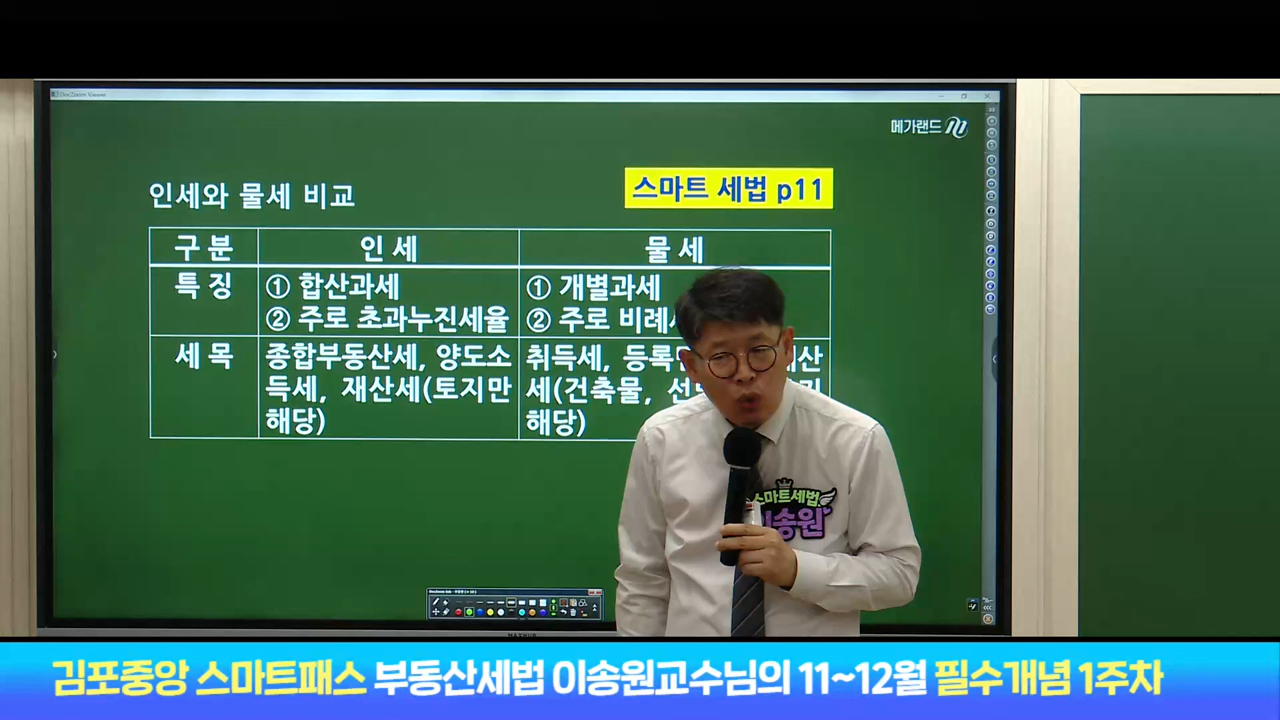 메가랜드
인세와 물세 비교
스마트 세법 p11
구 분 인 세 물 세
특 징 ① 합산과세 ① 개별과세
② 주로 초과누진세율 ② 주로
세 목 종합부동산세, 양도소 취득세,
득세, 재산세(토지만 세(건축물,
해당) 해당)
스마트세법
이송원
김포중앙 스마트패스 부동산세법 이송원교수님의 11~12월 필수개념 1주차